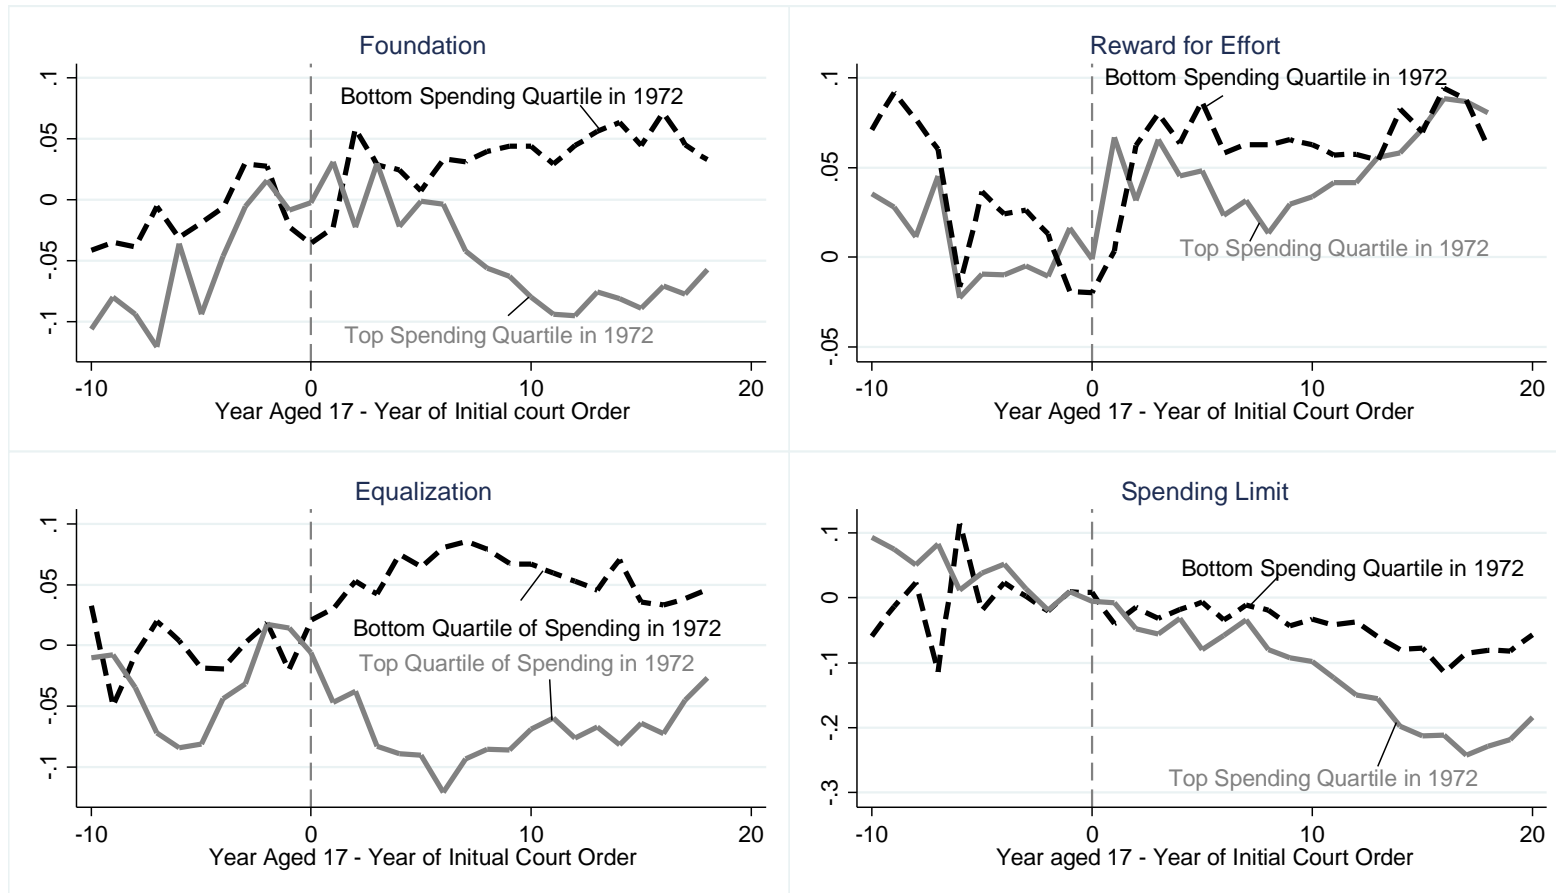 Foundation
.1
.05
0
-.05
-.1
Bottom Spending Quartile in 1972
Top Spending Quartile in 1972
-10
0
10
20
Year Aged 17 - Year of Initial court Order
Reward for Effort
.1
.05
0
-.05
Bottom Spending Quartile in 1972
Top Spending Quartile in 1972
-10
0
10
20
Year Aged 17 - Year of Initial Court Order
Equalization
.1
.05
0
-.05
-.1
Bottom Quartile of Spending in 1972
Top Quartile of Spending in 1972
-10
0
10
20
Year Aged 17 - Year of Initual Court Order
Spending Limit
.1
0
-.1
-.2
-.3
Bottom Spending Quartile in 1972
Top Spending Quartile in 1972
-10
0
10
20
Year aged 17 - Year of Initial Court Order